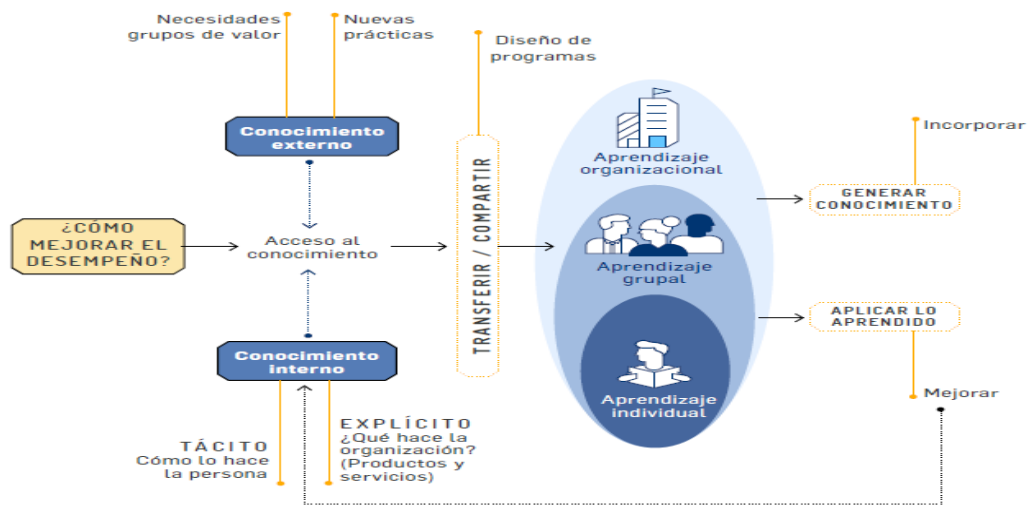 Necesidades
grupos de valor
Nuevas
prácticas
Diseño de
programas
Conocimiento
externo
¿CÓMO
MEJORAR EL
DESEMPEÑO?
Acceso al
conocimiento
Conocimiento
interno
TÁCITO
Cómo lo hace
la persona
EXPLÍCITO
¿Qué hace la
organización?
(Productos y
servicios)
TRANSFERIR / COMPARTIR
Aprendizaje
organizacional
Aprendizaje
grupal
Aprendizaje
individual
Incorporar
GENERAR
CONOCIMIENTO
APLICAR LO
APRENDIDO
Mejorar